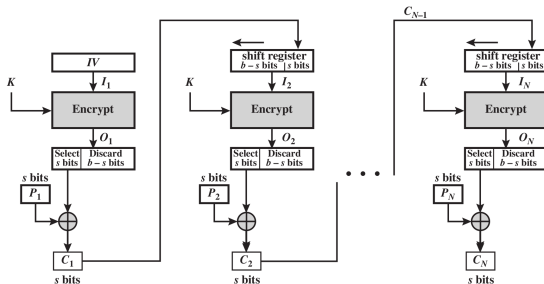 C_{N–1}
IV
I_1
K
Encrypt
O_1
Select Discard
s bits b – s bits
s bits
P_1
C_1
s bits
shift register
b – s bits | s bits
I_2
K
Encrypt
O_2
Select Discard
s bits b – s bits
s bits
P_2
C_2
s bits
• • •
shift register
b – s bits | s bits
I_N
K
Encrypt
O_N
Select Discard
s bits b – s bits
s bits
P_N
C_N
s bits